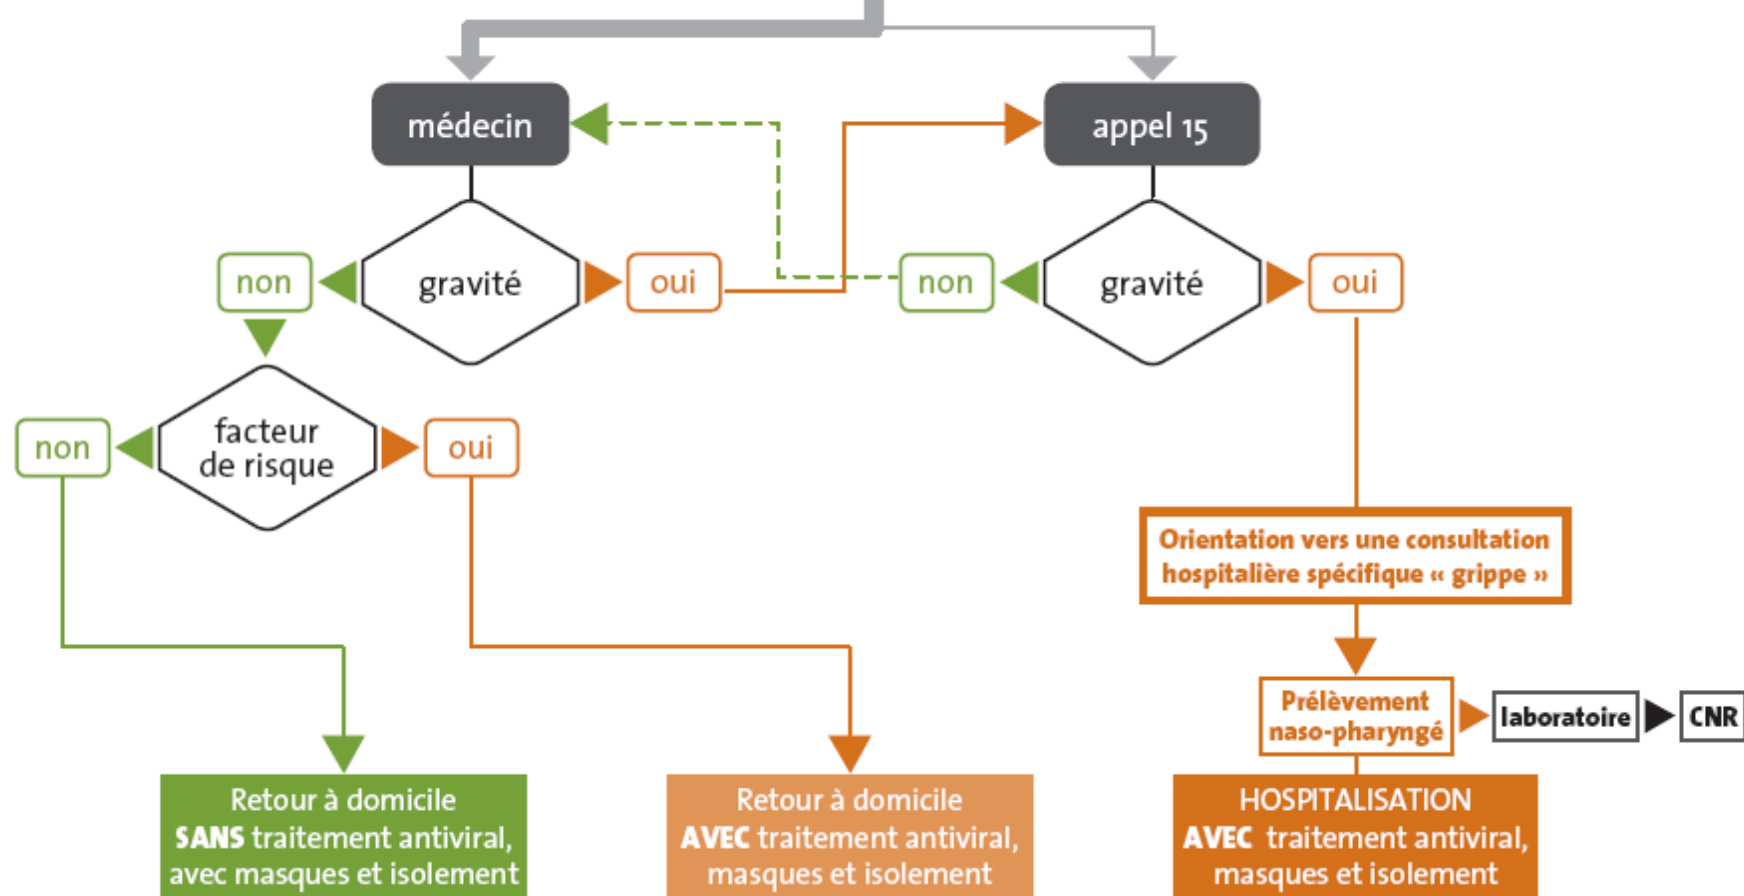 médecin
appel 15
non
gravité
oui
non
gravité
oui
non
facteur
de risque
oui
Orientation vers une consultation
hospitalière spécifique « grippe »
Prélèvement
naso-pharyngé
laboratoire
CNR
Retour à domicile
SANS traitement antiviral,
avec masques et isolement
Retour à domicile
AVEC traitement antiviral,
masques et isolement
HOSPITALISATION
AVEC traitement antiviral,
masques et isolement